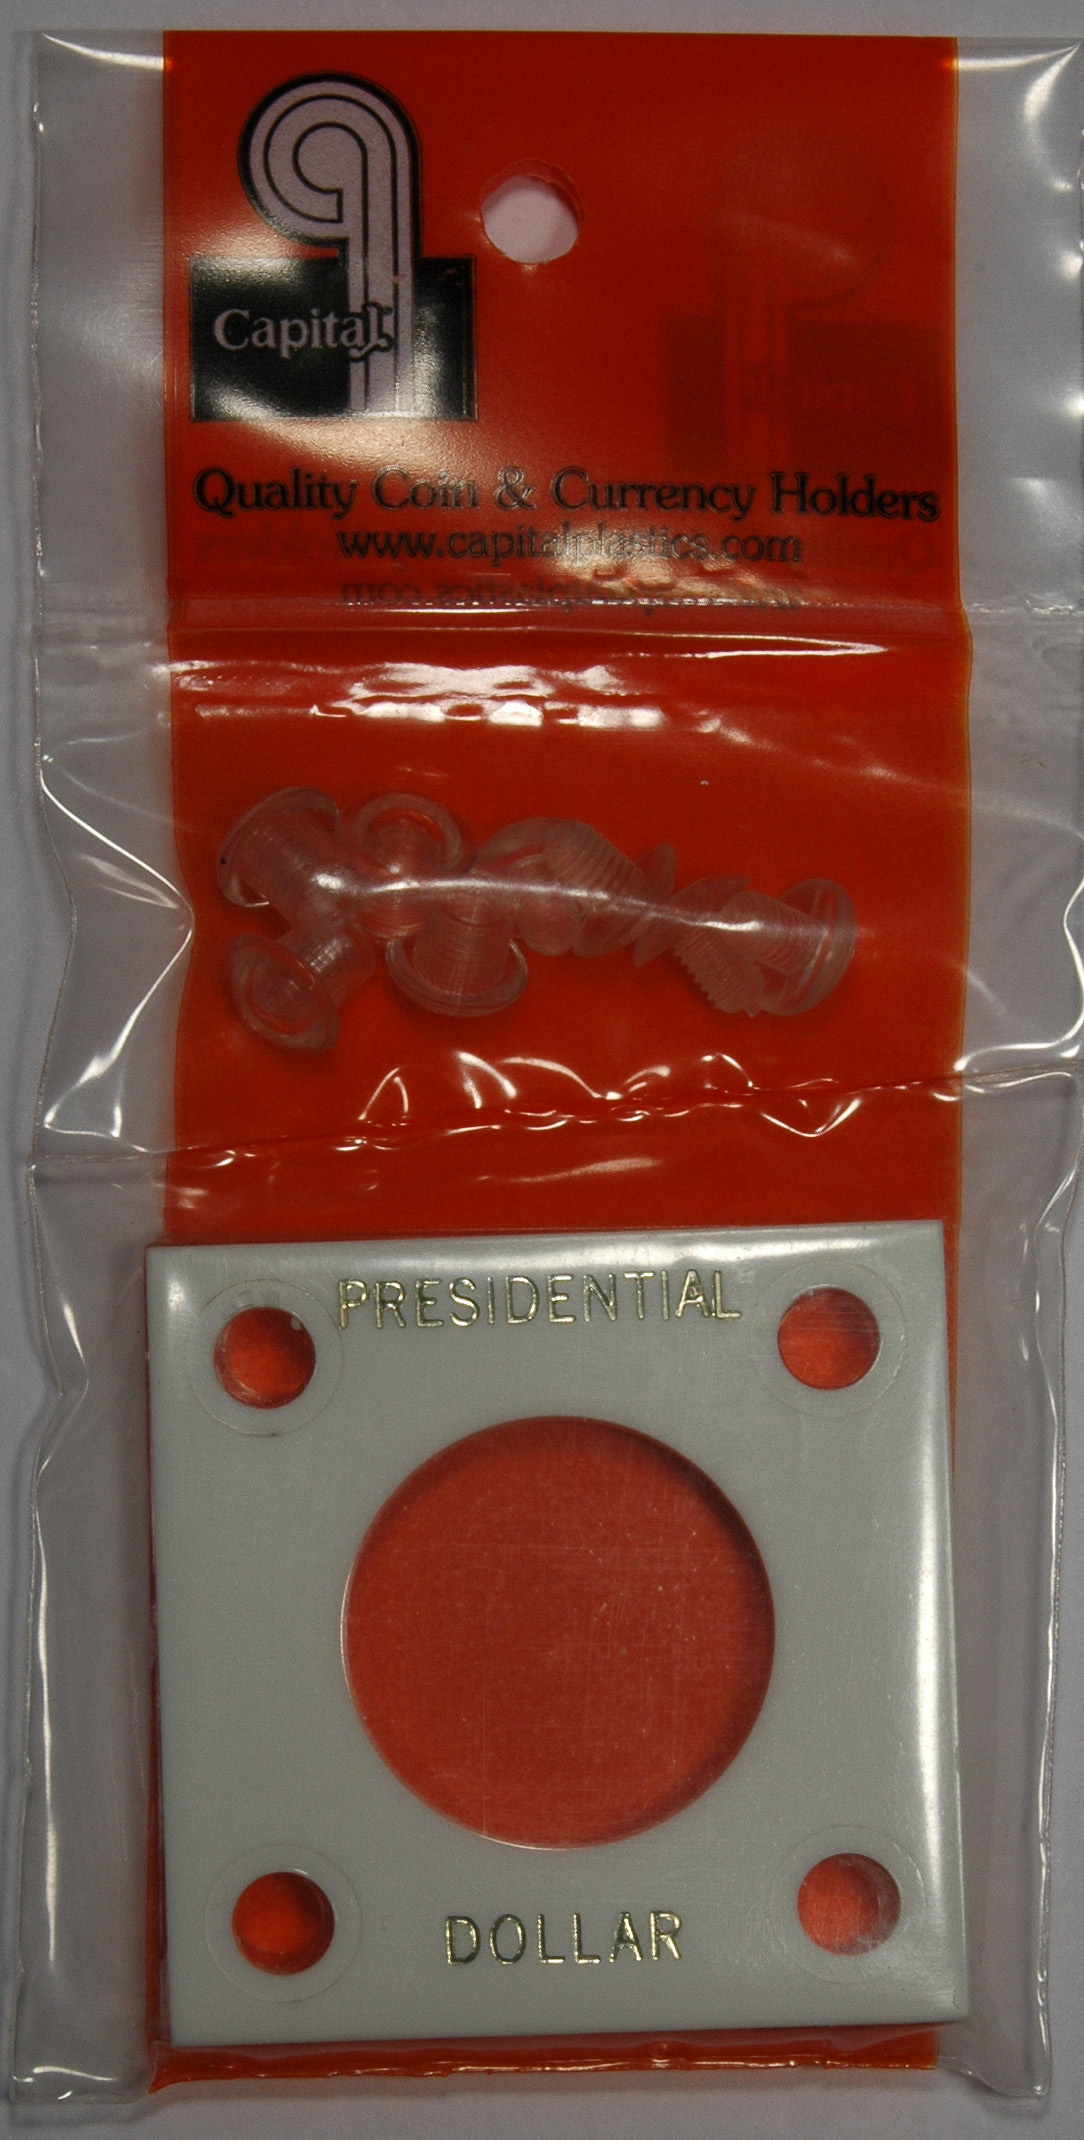 Capital
Quality Coin & Currency Holders
www.capitalplastics.com
PRESIDENTIAL
DOLLAR